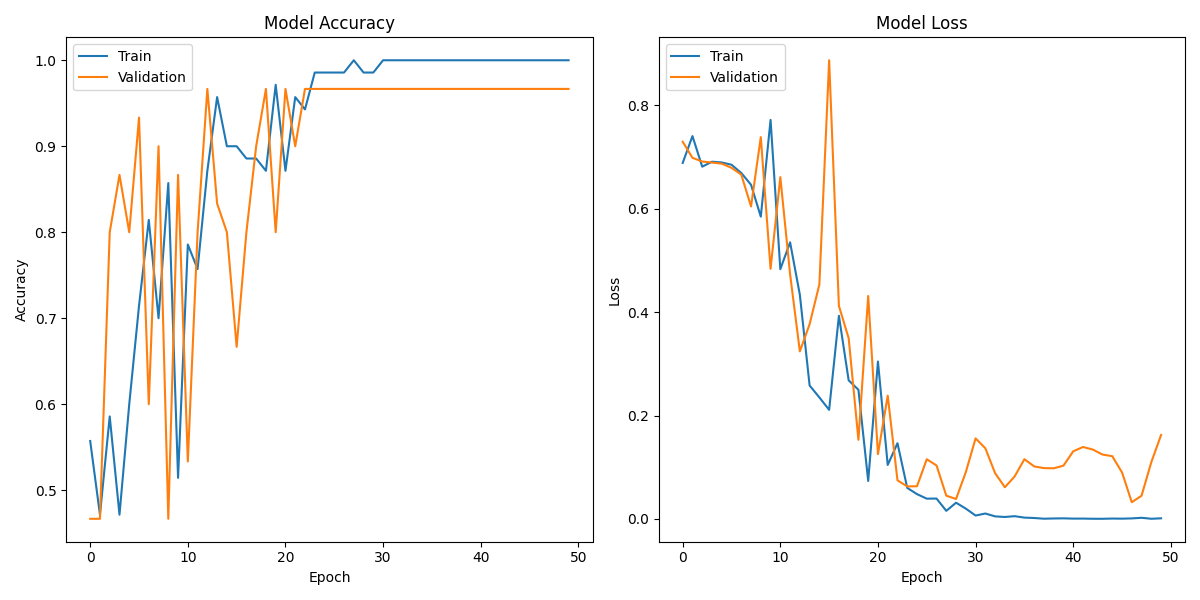 Model Accuracy
Train
Validation
1.0
0.9
0.8
0.7
0.6
0.5
Accuracy
0 10 20 30 40 50
Epoch
Model Loss
Train
Validation
0.8
0.6
0.4
0.2
0.0
Loss
0 10 20 30 40 50
Epoch